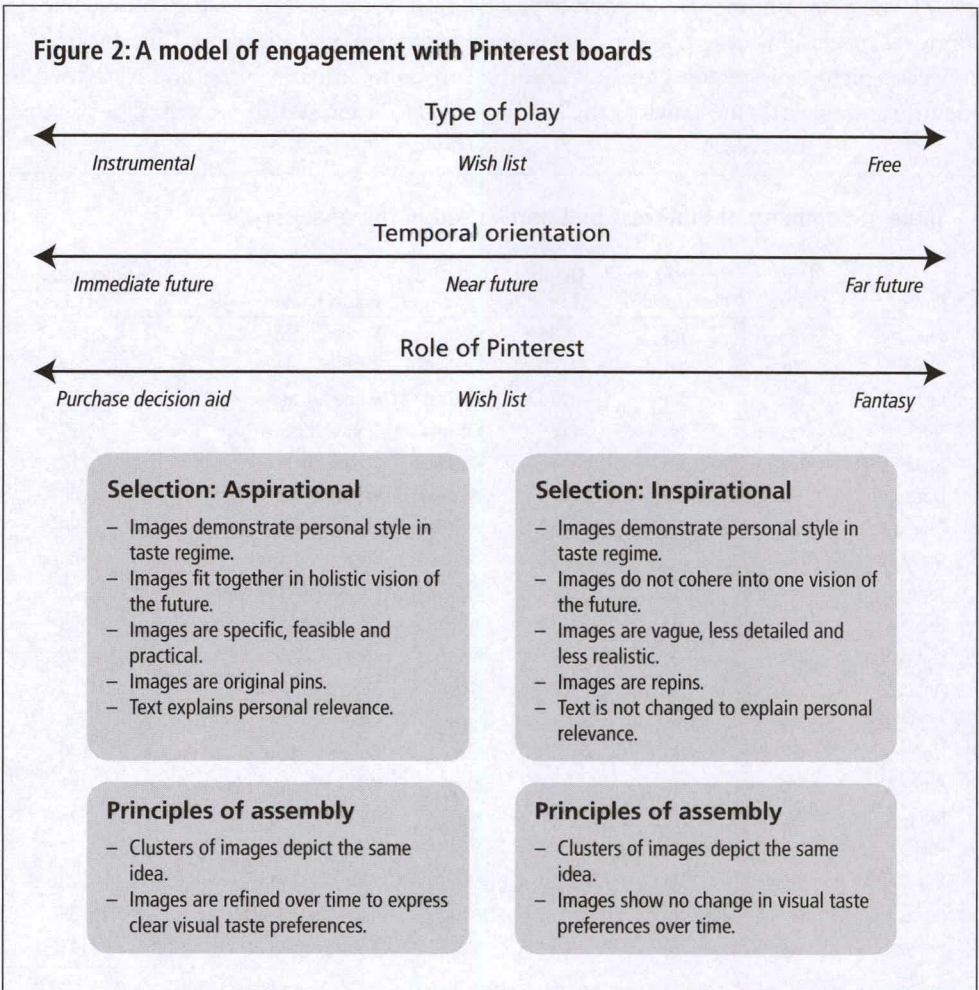 Figure 2: A model of engagement with Pinterest boards
Type of play
Instrumental Wish list Free
Temporal orientation
Immediate future Near future Far future
Role of Pinterest
Purchase decision aid Wish list Fantasy
Selection: Aspirational
– Images demonstrate personal style in
taste regime.
– Images fit together in holistic vision of
the future.
– Images are specific, feasible and
practical.
– Images are original pins.
– Text explains personal relevance.
Selection: Inspirational
– Images demonstrate personal style in
taste regime.
– Images do not cohere into one vision of
the future.
– Images are vague, less detailed and
less realistic.
– Images are repins.
– Text is not changed to explain personal
relevance.
Principles of assembly
– Clusters of images depict the same
idea.
– Images are refined over time to express
clear visual taste preferences.
Principles of assembly
– Clusters of images depict the same
idea.
– Images show no change in visual taste
preferences over time.